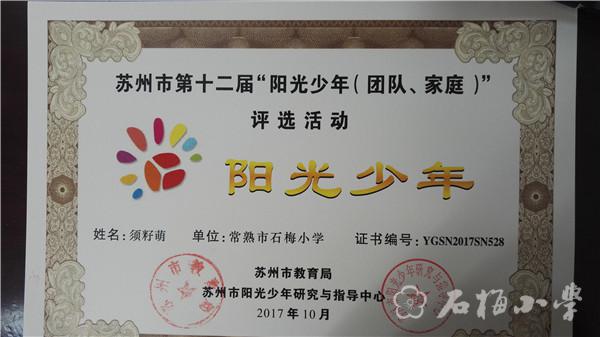 苏州市第十二届“阳光少年（团队、家庭）”
评选活动
阳光少年
姓名：须籽萌 单位：常熟市石梅小学 证书编号：YGSN2017SN528
苏州市教育局
苏州市阳光少年研究与指导中心
2017年10月
石梅小学